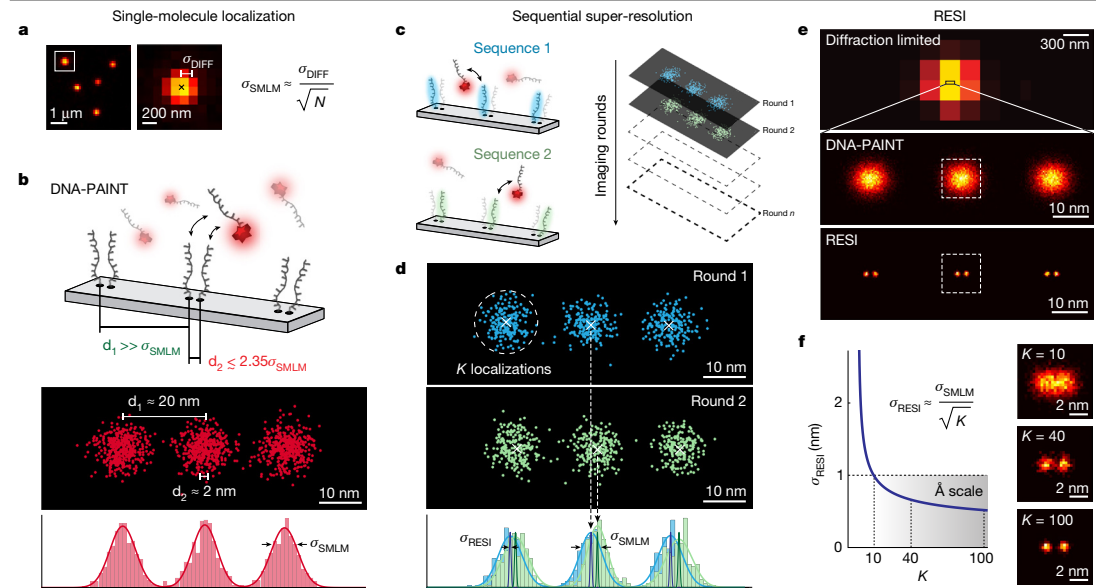 Single-molecule localization
Sequential super-resolution
RESI
a
σDIFF
1 μm
200 nm
σSMLM ≈ σDIFF / √N
b
DNA-PAINT
d1 >> σSMLM
d2 ≲ 2.35σSMLM
d1 ≈ 20 nm
d2 ≈ 2 nm
10 nm
σSMLM
c
Sequence 1
Sequence 2
Imaging rounds
Round 1
Round 2
Round n
d
Round 1
K localizations
10 nm
Round 2
10 nm
σRESI
σSMLM
e
Diffraction limited
300 nm
DNA-PAINT
10 nm
RESI
10 nm
f
σRESI (nm)
2
1
0
σRESI ≈ σSMLM / √K
Å scale
10
40
100
K
K = 10
2 nm
K = 40
2 nm
K = 100
2 nm